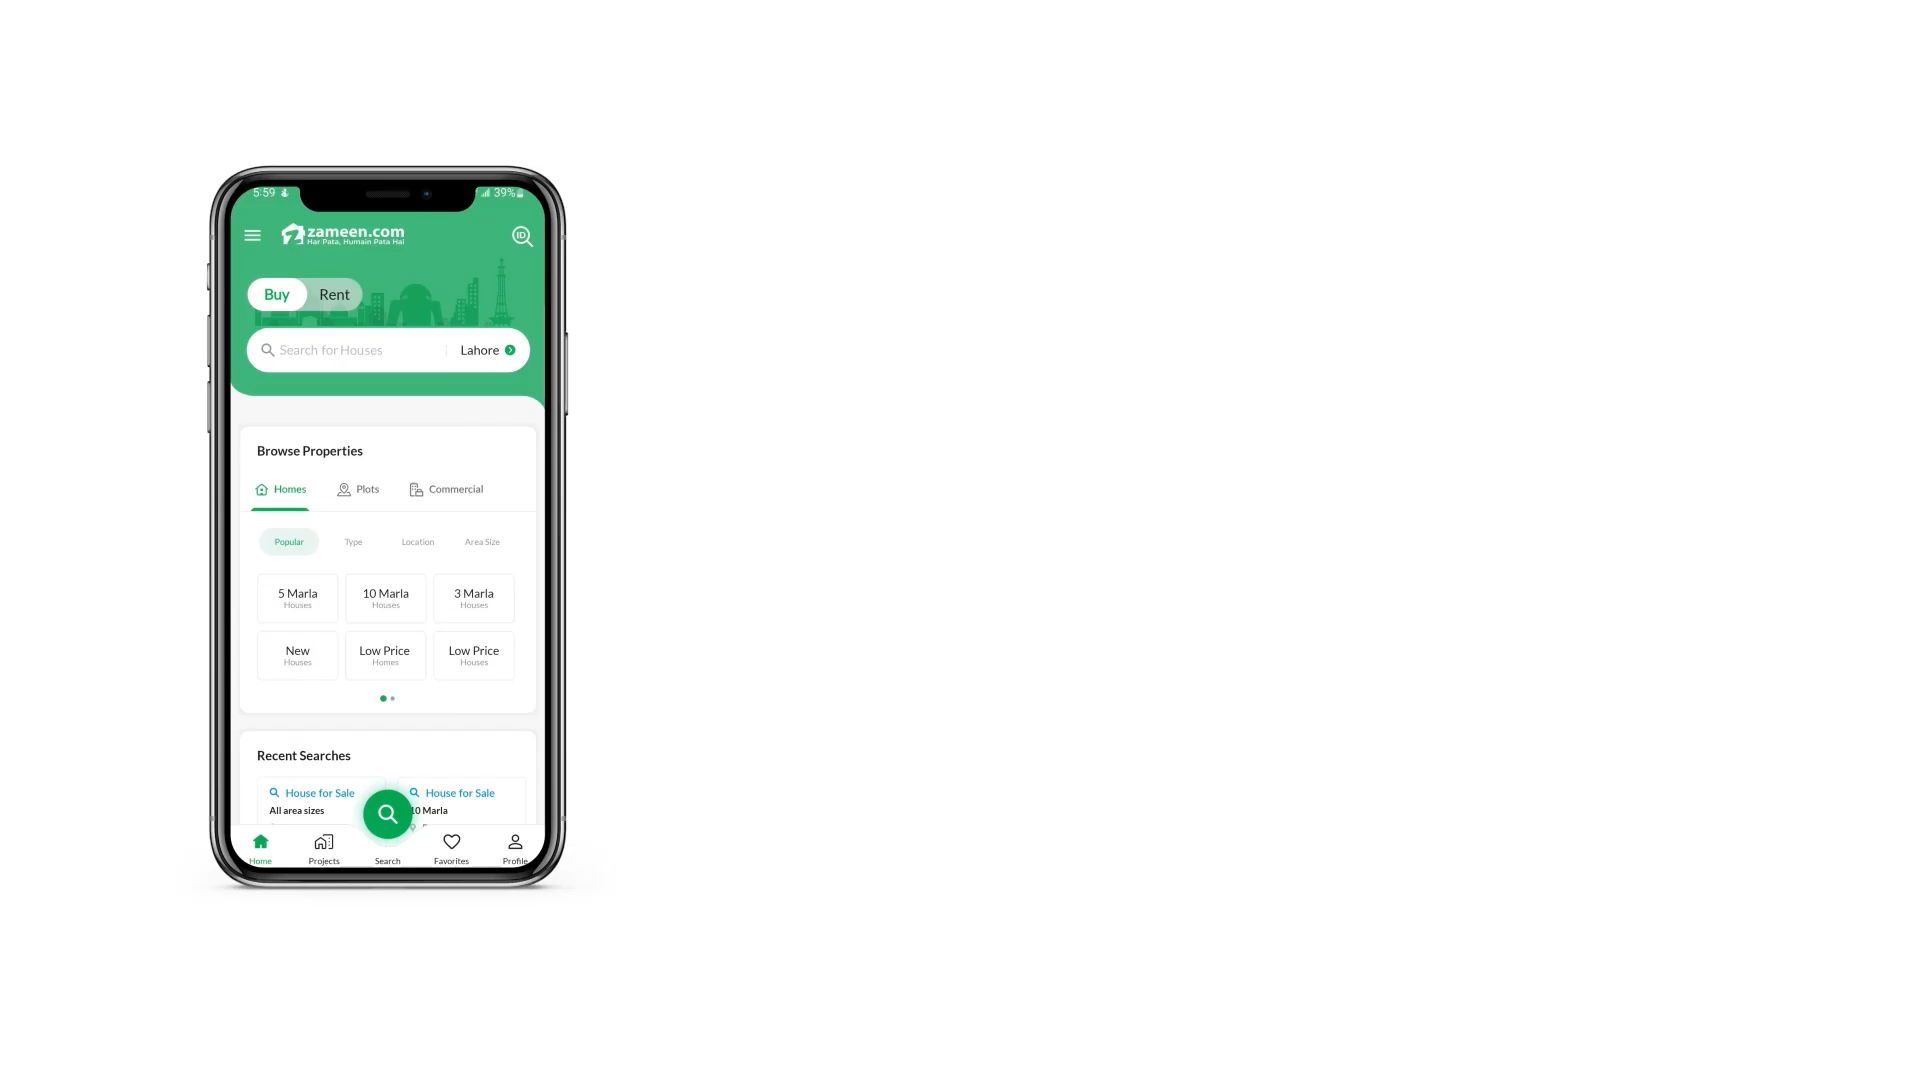 5:59
39%
zameen.com
Har Pata, Humain Pata Hai
ID
Buy Rent
Search for Houses Lahore
Browse Properties
Homes Plots Commercial
Popular Type Location Area Size
5 Marla 10 Marla 3 Marla
Houses Houses Houses
New Low Price Low Price
Houses Homes Houses
Recent Searches
House for Sale House for Sale
All area sizes 10 Marla
Home Projects Search Favorites Profile